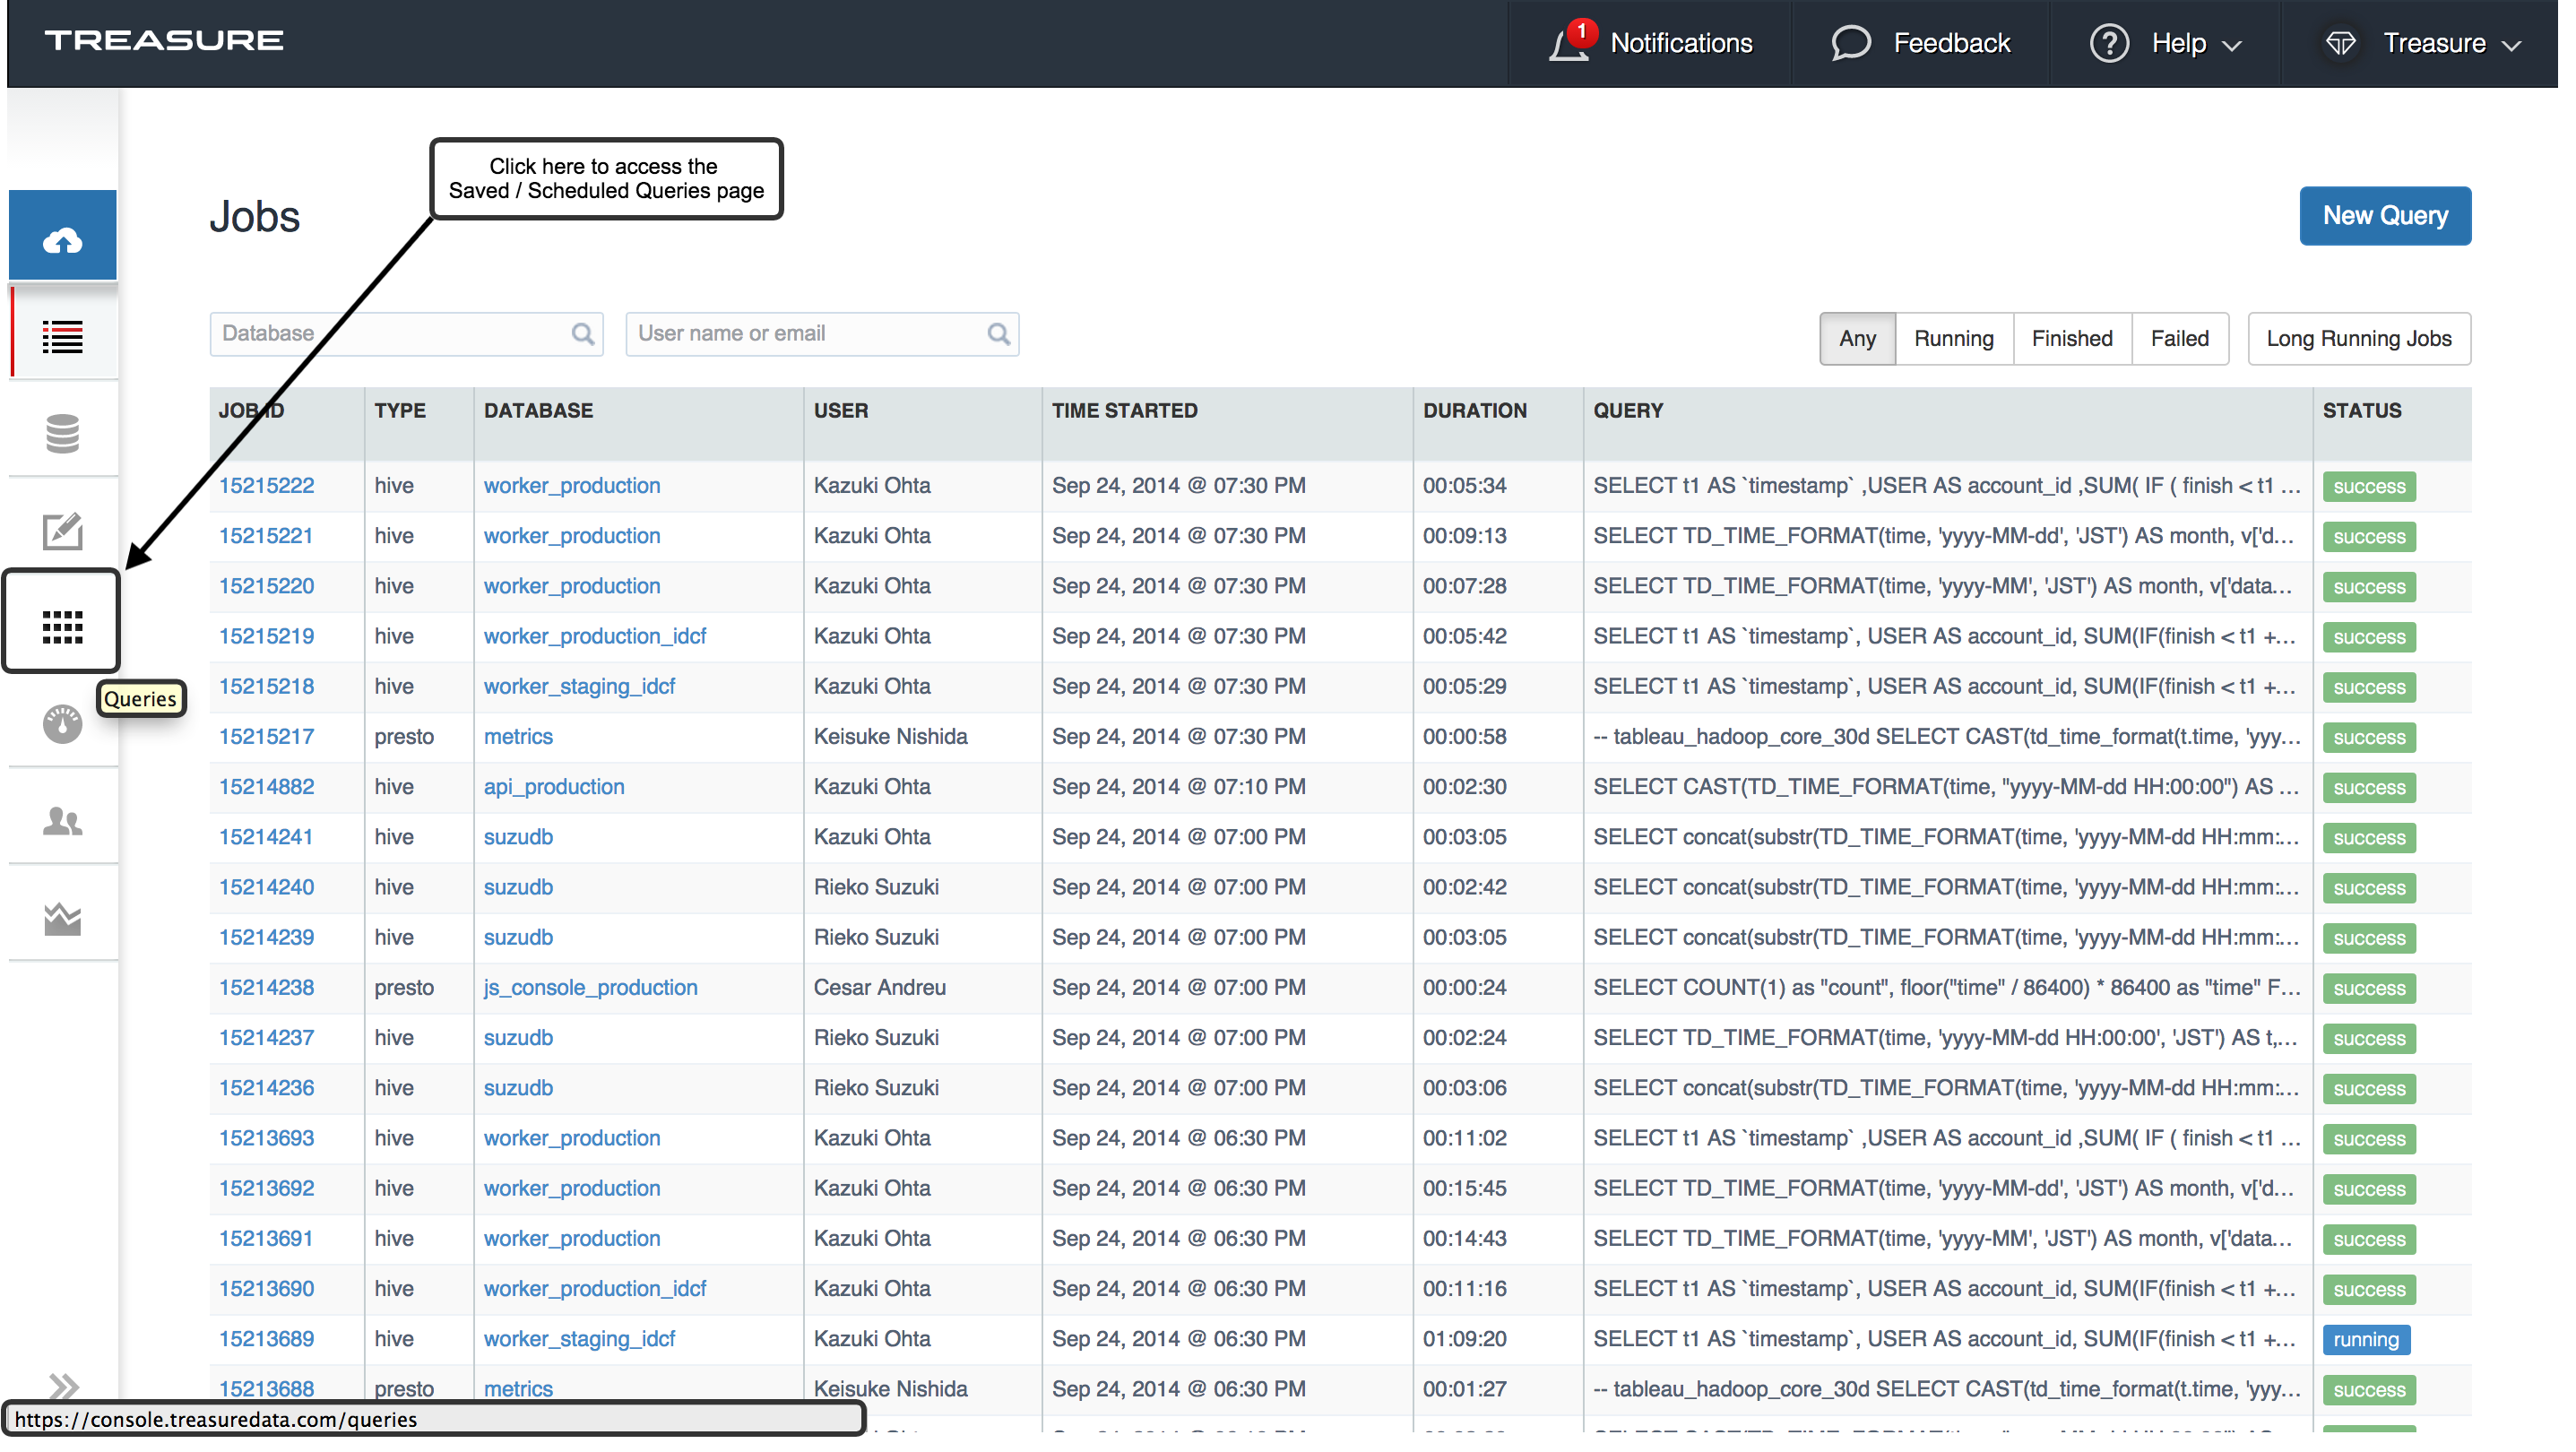 TREASURE
1
Notifications
Feedback
Help
Treasure
Click here to access the
Saved / Scheduled Queries page
Jobs
New Query
Database
User name or email
Any Running Finished Failed
Long Running Jobs
JOB ID TYPE DATABASE USER TIME STARTED DURATION QUERY STATUS
15215222 hive worker_production Kazuki Ohta Sep 24, 2014 @ 07:30 PM 00:05:34 SELECT t1 AS `timestamp` ,USER AS account_id ,SUM( IF ( finish < t1 ... success
15215221 hive worker_production Kazuki Ohta Sep 24, 2014 @ 07:30 PM 00:09:13 SELECT TD_TIME_FORMAT(time, 'yyyy-MM-dd', 'JST') AS month, v['d... success
15215220 hive worker_production Kazuki Ohta Sep 24, 2014 @ 07:30 PM 00:07:28 SELECT TD_TIME_FORMAT(time, 'yyyy-MM', 'JST') AS month, v['data... success
15215219 hive worker_production_idcf Kazuki Ohta Sep 24, 2014 @ 07:30 PM 00:05:42 SELECT t1 AS `timestamp`, USER AS account_id, SUM(IF(finish < t1 +... success
15215218 hive worker_staging_idcf Kazuki Ohta Sep 24, 2014 @ 07:30 PM 00:05:29 SELECT t1 AS `timestamp`, USER AS account_id, SUM(IF(finish < t1 +... success
Queries
15215217 presto metrics Keisuke Nishida Sep 24, 2014 @ 07:30 PM 00:00:58 -- tableau_hadoop_core_30d SELECT CAST(td_time_format(t.time, 'yyy... success
15214882 hive api_production Kazuki Ohta Sep 24, 2014 @ 07:10 PM 00:02:30 SELECT CAST(TD_TIME_FORMAT(time, "yyyy-MM-dd HH:00:00") AS ... success
15214241 hive suzudb Kazuki Ohta Sep 24, 2014 @ 07:00 PM 00:03:05 SELECT concat(substr(TD_TIME_FORMAT(time, 'yyyy-MM-dd HH:mm:... success
15214240 hive suzudb Rieko Suzuki Sep 24, 2014 @ 07:00 PM 00:02:42 SELECT concat(substr(TD_TIME_FORMAT(time, 'yyyy-MM-dd HH:mm:... success
15214239 hive suzudb Rieko Suzuki Sep 24, 2014 @ 07:00 PM 00:03:05 SELECT concat(substr(TD_TIME_FORMAT(time, 'yyyy-MM-dd HH:mm:... success
15214238 presto js_console_production Cesar Andreu Sep 24, 2014 @ 07:00 PM 00:00:24 SELECT COUNT(1) as "count", floor("time" / 86400) * 86400 as "time" F... success
15214237 hive suzudb Rieko Suzuki Sep 24, 2014 @ 07:00 PM 00:02:24 SELECT TD_TIME_FORMAT(time, 'yyyy-MM-dd HH:00:00', 'JST') AS t,... success
15214236 hive suzudb Rieko Suzuki Sep 24, 2014 @ 07:00 PM 00:03:06 SELECT concat(substr(TD_TIME_FORMAT(time, 'yyyy-MM-dd HH:mm:... success
15213693 hive worker_production Kazuki Ohta Sep 24, 2014 @ 06:30 PM 00:11:02 SELECT t1 AS `timestamp` ,USER AS account_id ,SUM( IF ( finish < t1 ... success
15213692 hive worker_production Kazuki Ohta Sep 24, 2014 @ 06:30 PM 00:15:45 SELECT TD_TIME_FORMAT(time, 'yyyy-MM-dd', 'JST') AS month, v['d... success
15213691 hive worker_production Kazuki Ohta Sep 24, 2014 @ 06:30 PM 00:14:43 SELECT TD_TIME_FORMAT(time, 'yyyy-MM', 'JST') AS month, v['data... success
15213690 hive worker_production_idcf Kazuki Ohta Sep 24, 2014 @ 06:30 PM 00:11:16 SELECT t1 AS `timestamp`, USER AS account_id, SUM(IF(finish < t1 +... success
15213689 hive worker_staging_idcf Kazuki Ohta Sep 24, 2014 @ 06:30 PM 01:09:20 SELECT t1 AS `timestamp`, USER AS account_id, SUM(IF(finish < t1 +... running
15213688 presto metrics Keisuke Nishida Sep 24, 2014 @ 06:30 PM 00:01:27 -- tableau_hadoop_core_30d SELECT CAST(td_time_format(t.time, 'yyy... success
https://console.treasuredata.com/queries